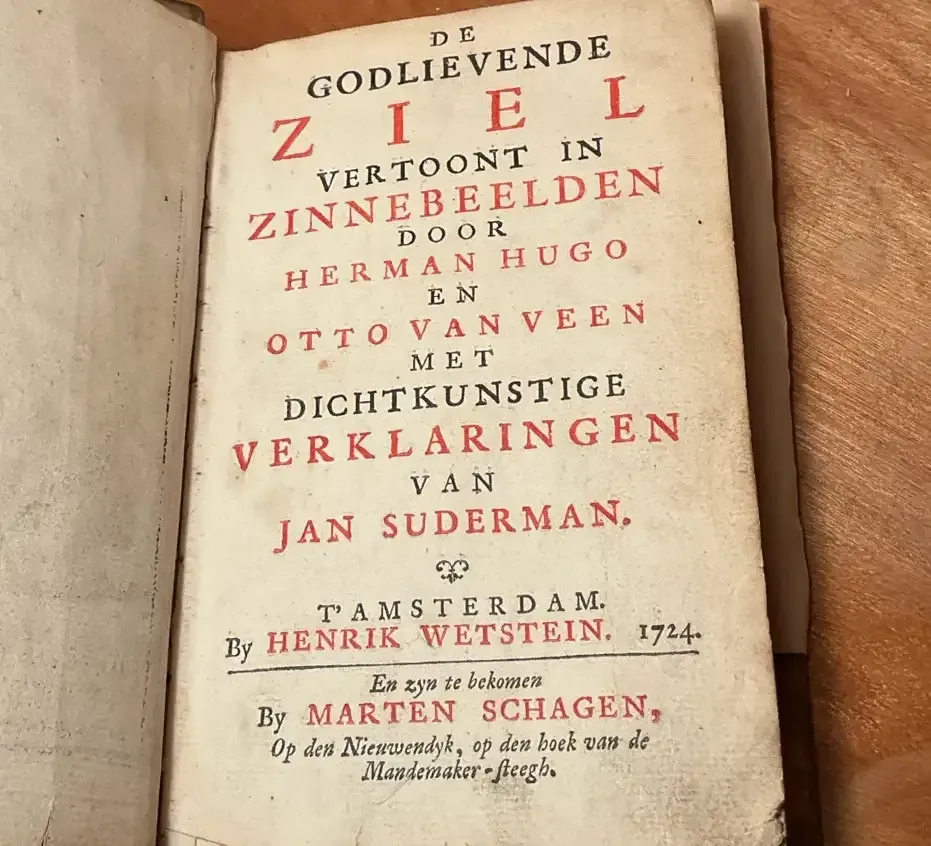 DE
GODLIEVENDE
ZIEL
VERTOONT IN
ZINNEBEELDEN
DOOR
HERMAN HUGO
EN
OTTO VAN VEEN
MET
DICHTKUNSTIGE
VERKLARINGEN
VAN
JAN SUDERMAN.
T'AMSTERDAM.
By HENRIK WETSTEIN. 1724.
En zyn te bekomen
By MARTEN SCHAGEN,
Op den Nieuwendyk, op den hoek van de
Mandemaker-steegh.